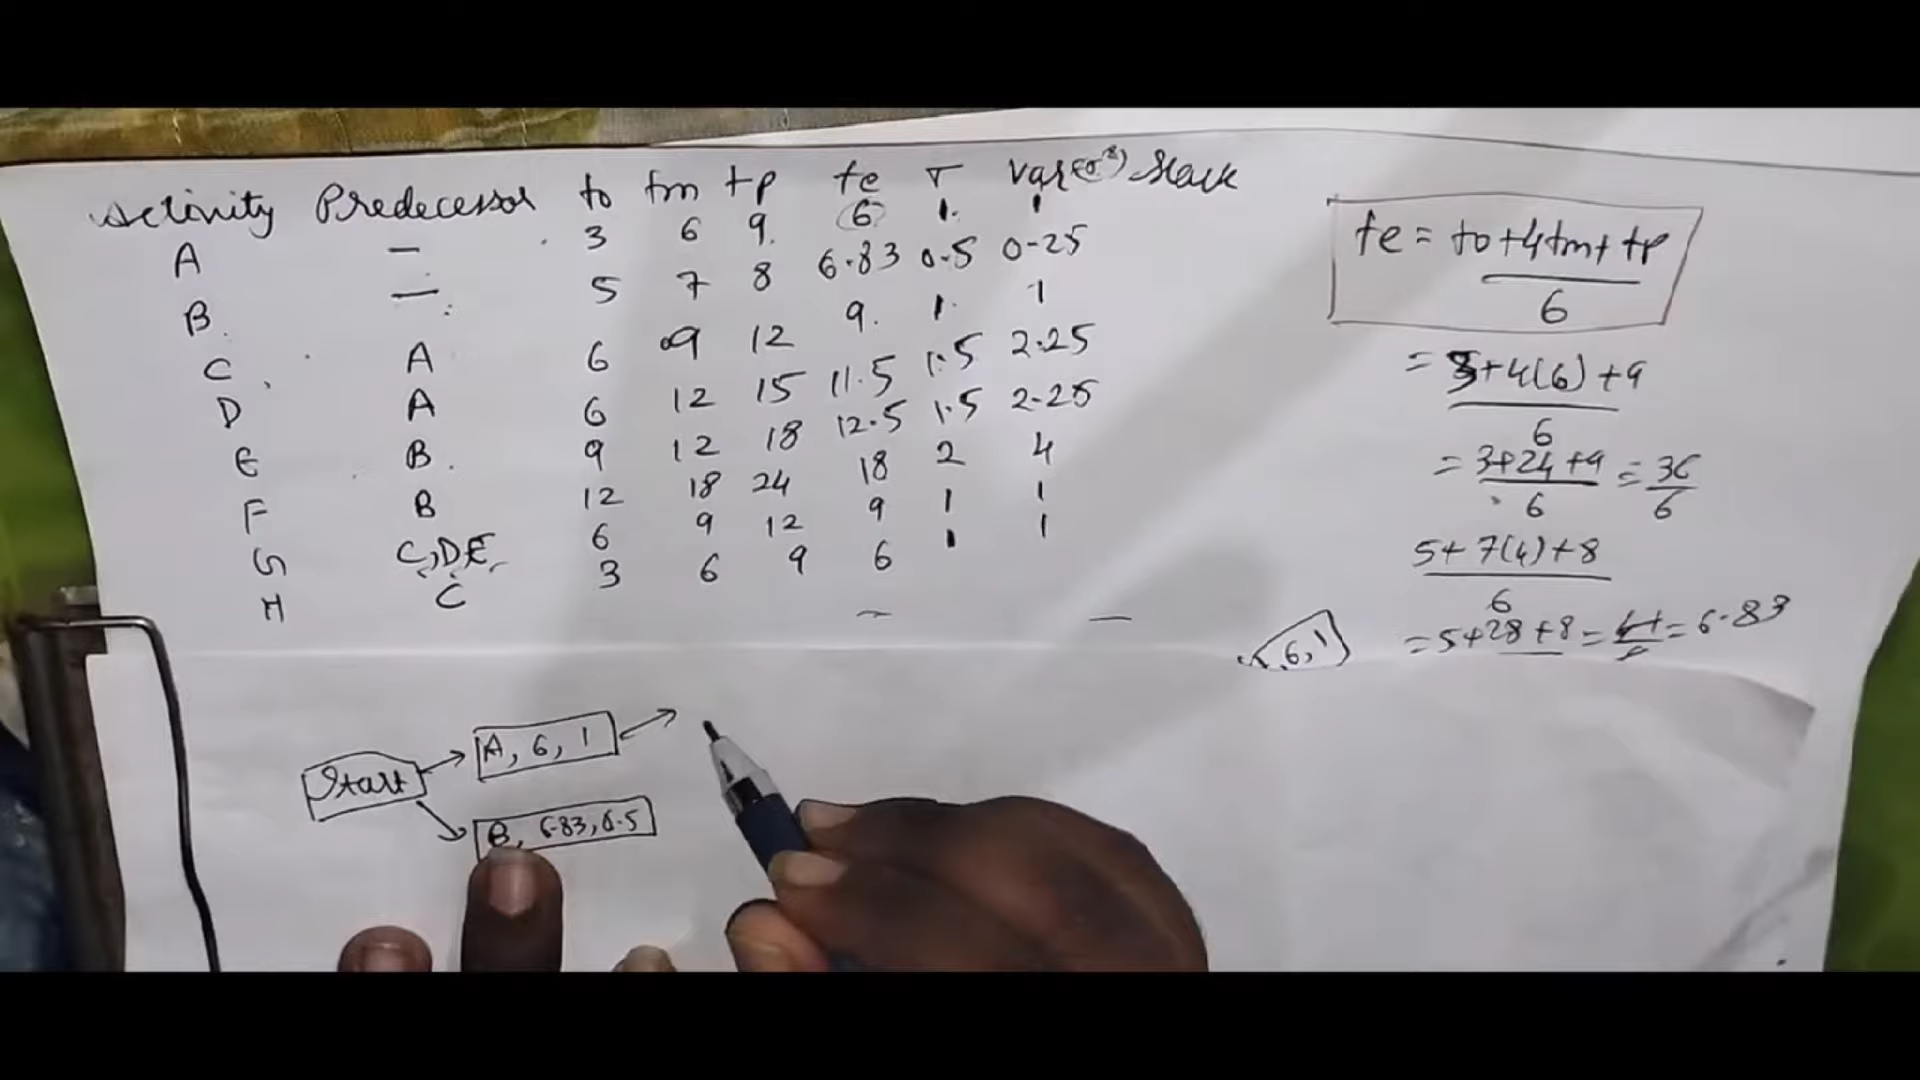 Activity Predecessor to tm tp te σ Var(σ²) Slack
A — 3 6 9 6 1 1
B — 5 7 8 6.83 0.5 0.25
C A 6 9 12 9 1 1
D A 6 12 15 11.5 1.5 2.25
E B 9 12 18 12.5 1.5 2.25
F B 12 18 24 18 2 4
G C,D,E 6 9 12 9 1 1
H C 3 6 9 6 1 1
te = to+4tm+tp
6
= 3+4(6)+9
6
= 3+24+9 = 36
6 6
5+7(4)+8
6
= 5+28+8 = 41 = 6.83
6,1
Start
A, 6, 1
B, 6.83, 0.5